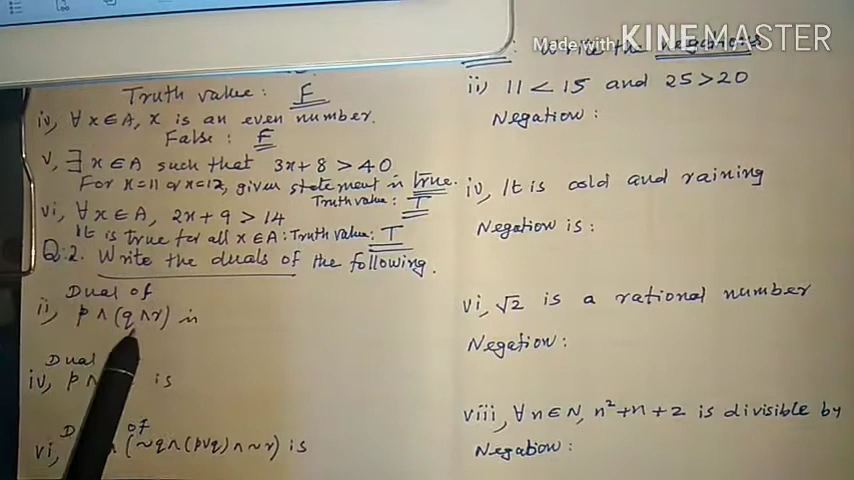 Made with KINEMASTER
Truth value: F
iv, ∀ x ∈ A, x is an even number.
False: F
v, ∃ x ∈ A such that 3x + 8 > 40
For x = 11 or x = 12, given statement is true.
Truth value: T
vi, ∀ x ∈ A, 2x + 9 > 14
It is true for all x ∈ A : Truth value: T
Q:2. Write the duals of the following.
Dual of
ii, p ∧ (q ∧ r) is
Dual
iv, p ∧ is
of
vi, (~q ∧ (p ∨ q) ∧ ~r) is
: Write the negations
ii, 11 < 15 and 25 > 20
Negation:
iv, It is cold and raining
Negation is:
vi, √2 is a rational number
Negation:
viii, ∀ n ∈ N, n² + n + 2 is divisible by
Negation: